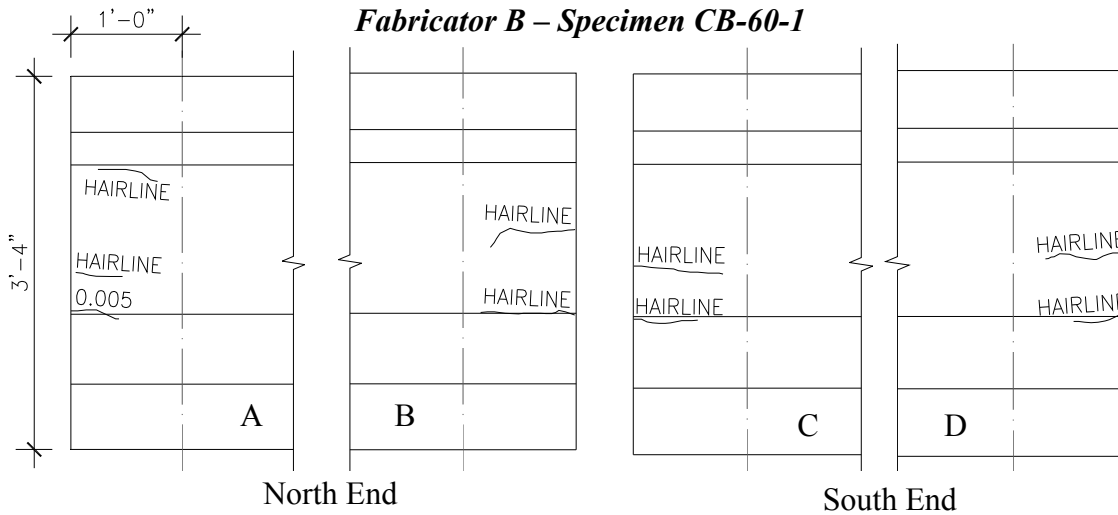 Fabricator B – Specimen CB-60-1
1'-0"
3'-4"
HAIRLINE
HAIRLINE
0.005
HAIRLINE
HAIRLINE
HAIRLINE
HAIRLINE
HAIRLINE
HAIRLINE
A
B
C
D
North End
South End